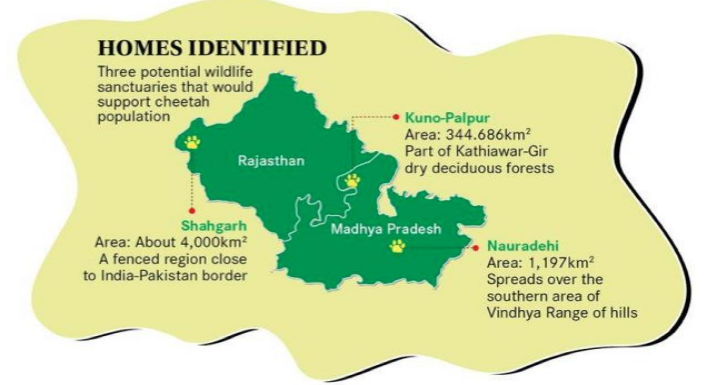 HOMES IDENTIFIED
Three potential wildlife
sanctuaries that would
support cheetah
population
Kuno-Palpur
Area: 344.686km²
Part of Kathiawar-Gir
dry deciduous forests
Rajasthan
Shahgarh
Area: About 4,000km²
A fenced region close
to India-Pakistan border
Madhya Pradesh
Nauradehi
Area: 1,197km²
Spreads over the
southern area of
Vindhya Range of hills